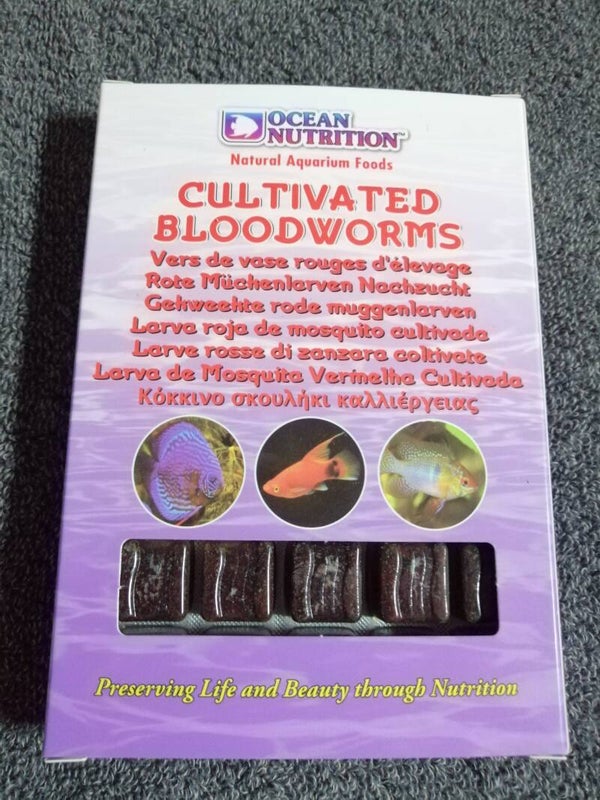 OCEAN
NUTRITION™
Natural Aquarium Foods
CULTIVATED
BLOODWORMS
Vers de vase rouges d'élevage
Rote Mückenlarven Nachzucht
Gekweekte rode muggenlarven
Larva roja de mosquito cultivada
Larve rosse di zanzara coltivate
Larva de Mosquita Vermelha Cultivada
Κόκκινο σκουλήκι καλλιέργειας
Preserving Life and Beauty through Nutrition